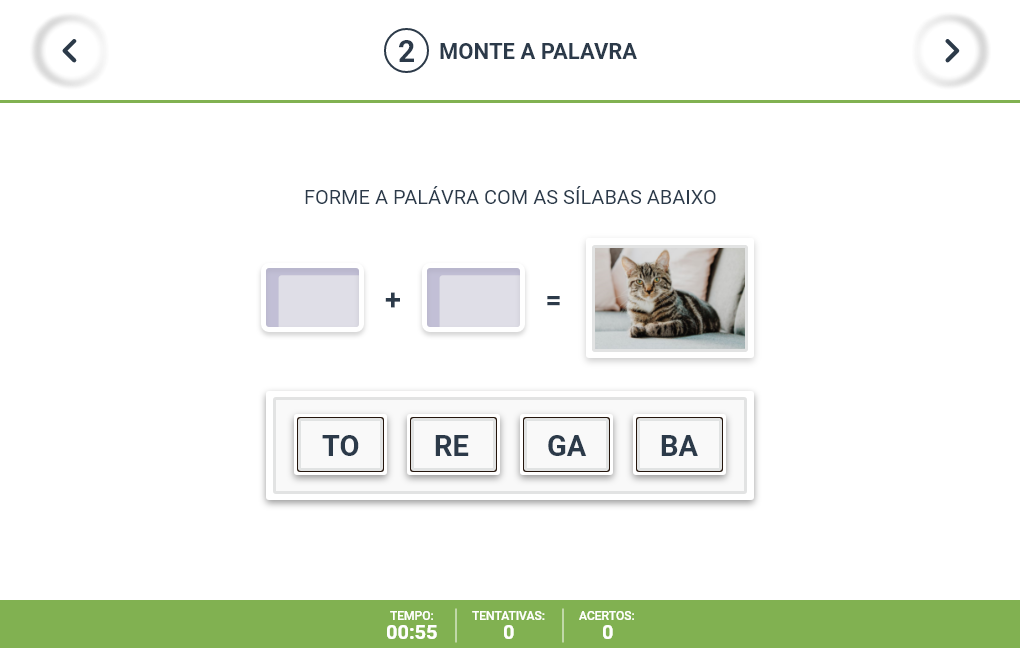 2 MONTE A PALAVRA
FORME A PALÁVRA COM AS SÍLABAS ABAIXO
+ =
TO RE GA BA
TEMPO: TENTATIVAS: ACERTOS:
00:55 0 0